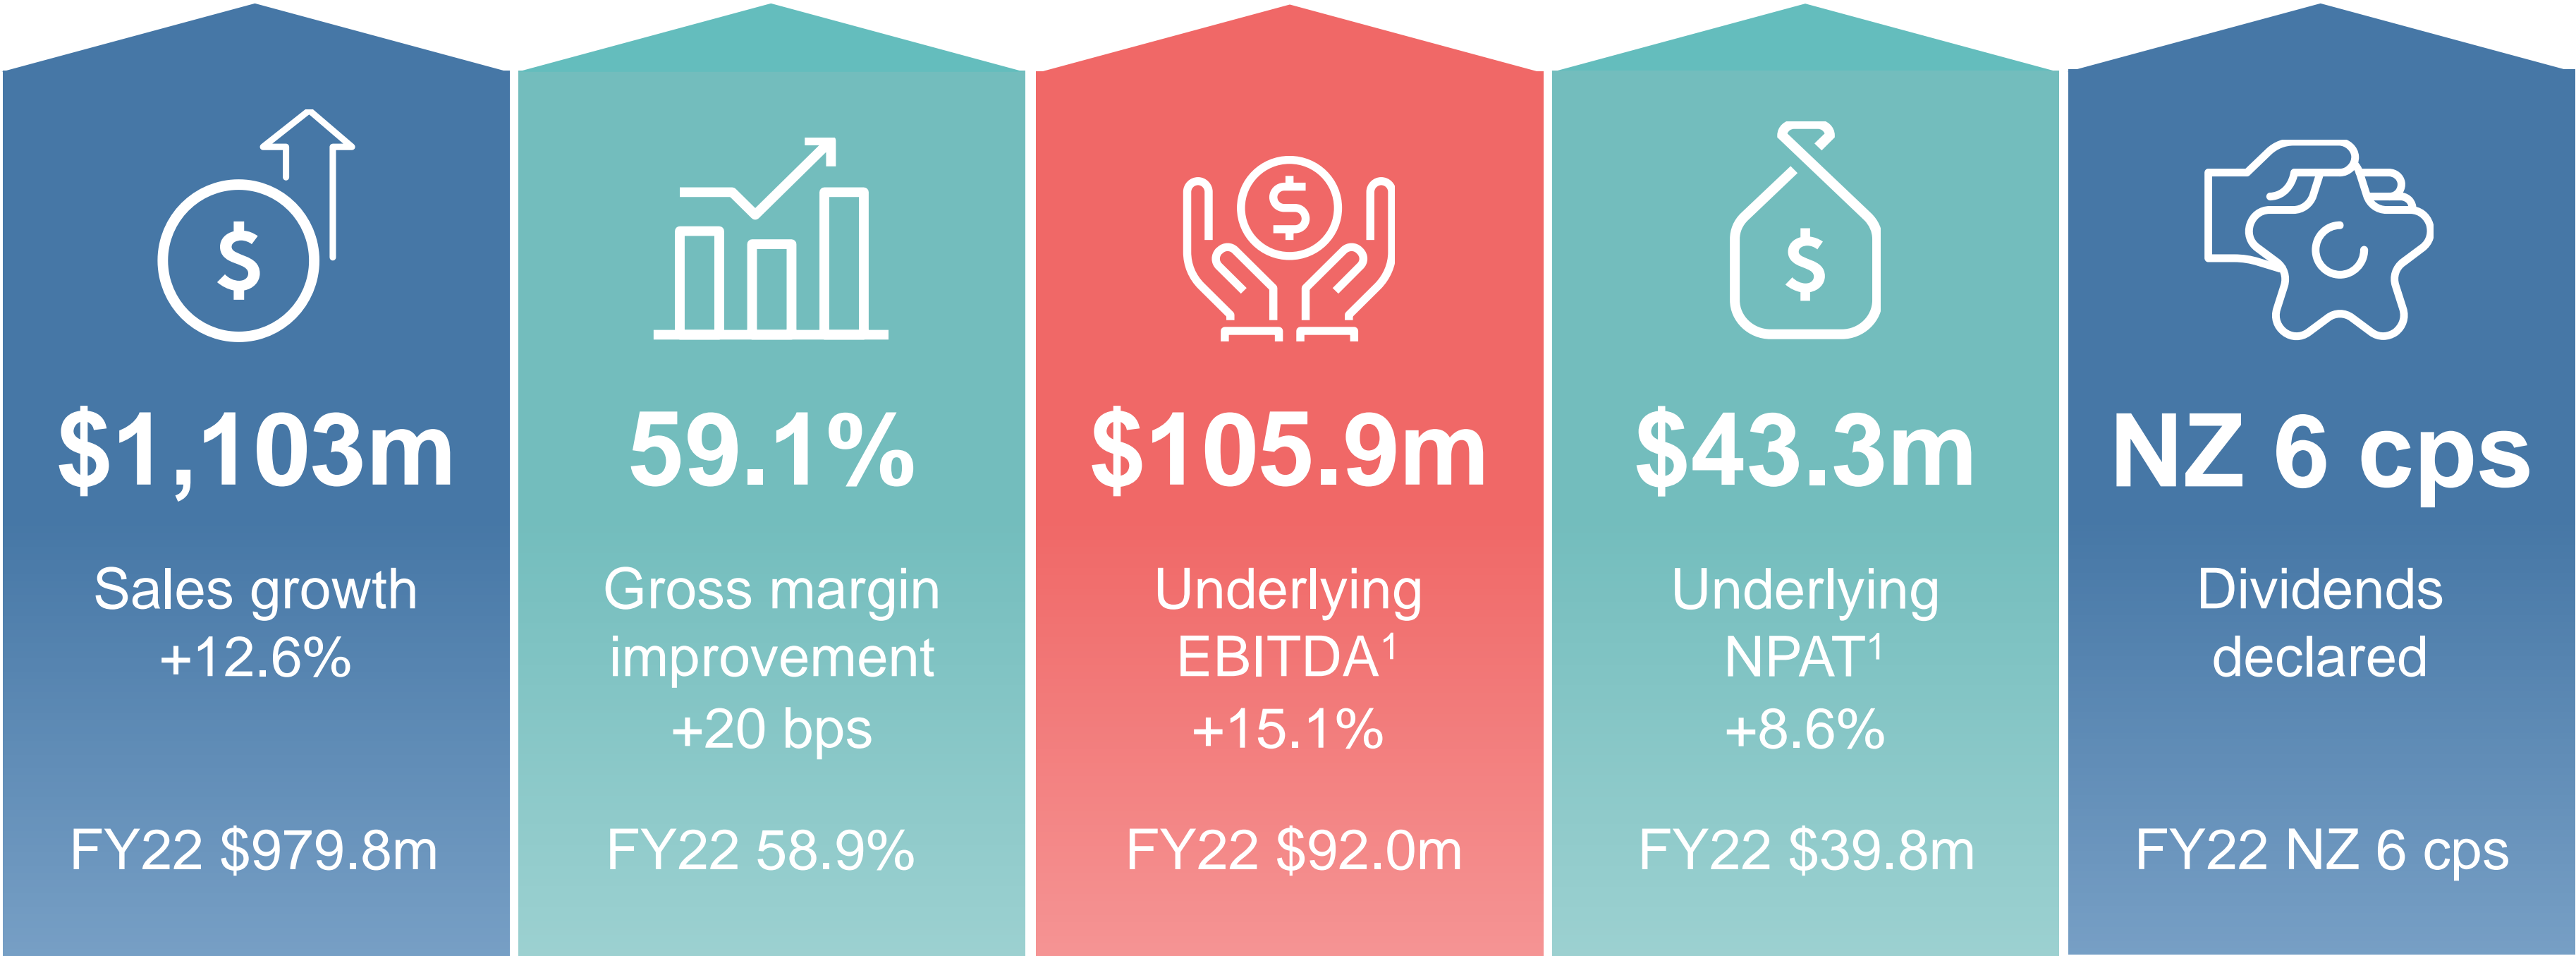 $1,103m
Sales growth
+12.6%
FY22 $979.8m
59.1%
Gross margin
improvement
+20 bps
FY22 58.9%
$105.9m
Underlying
EBITDA¹
+15.1%
FY22 $92.0m
$43.3m
Underlying
NPAT¹
+8.6%
FY22 $39.8m
NZ 6 cps
Dividends
declared
FY22 NZ 6 cps